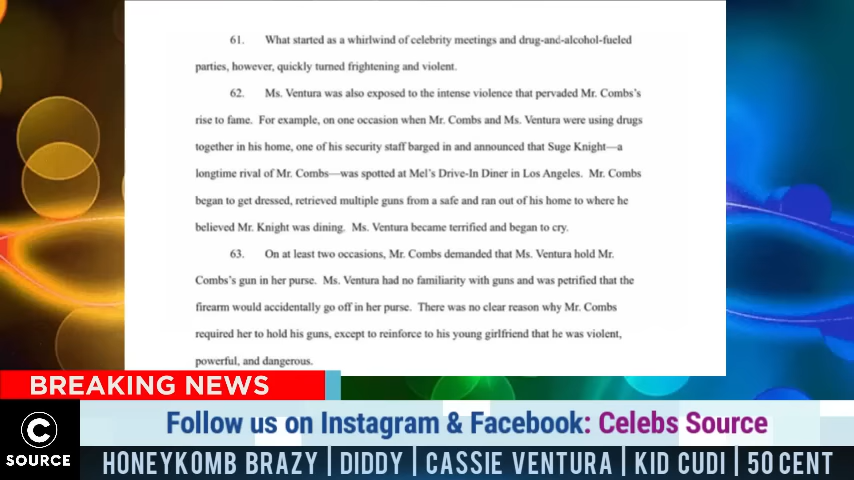 61. What started as a whirlwind of celebrity meetings and drug-and-alcohol-fueled
parties, however, quickly turned frightening and violent.
62. Ms. Ventura was also exposed to the intense violence that pervaded Mr. Combs's
rise to fame. For example, on one occasion when Mr. Combs and Ms. Ventura were using drugs
together in his home, one of his security staff barged in and announced that Suge Knight—a
longtime rival of Mr. Combs—was spotted at Mel's Drive-In Diner in Los Angeles. Mr. Combs
began to get dressed, retrieved multiple guns from a safe and ran out of his home to where he
believed Mr. Knight was dining. Ms. Ventura became terrified and began to cry.
63. On at least two occasions, Mr. Combs demanded that Ms. Ventura hold Mr.
Combs's gun in her purse. Ms. Ventura had no familiarity with guns and was petrified that the
firearm would accidentally go off in her purse. There was no clear reason why Mr. Combs
required her to hold his guns, except to reinforce to his young girlfriend that he was violent,
powerful, and dangerous.
BREAKING NEWS
Follow us on Instagram & Facebook: Celebs Source
C
SOURCE
HONEYKOMB BRAZY | DIDDY | CASSIE VENTURA | KID CUDI | 50 CENT